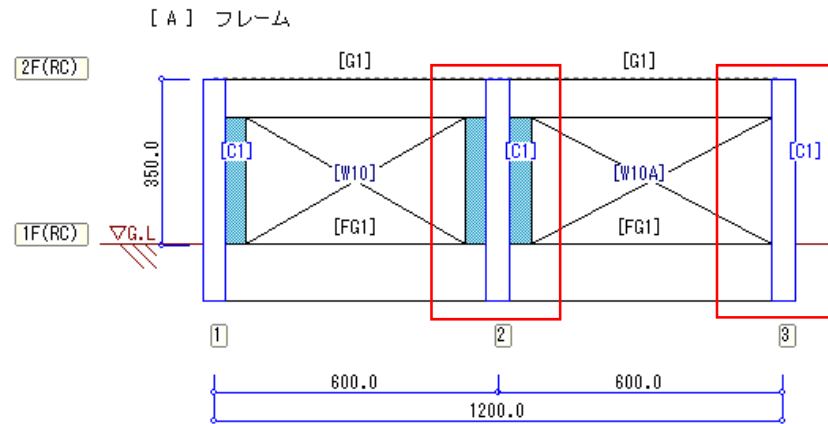 [ A ] フレーム
[G1] [G1]
2F(RC)
[C1] [C1] [C1]
350.0
[W10] [W10A]
1F(RC) ▽G.L [FG1] [FG1]
1 2 3
600.0 600.0
1200.0